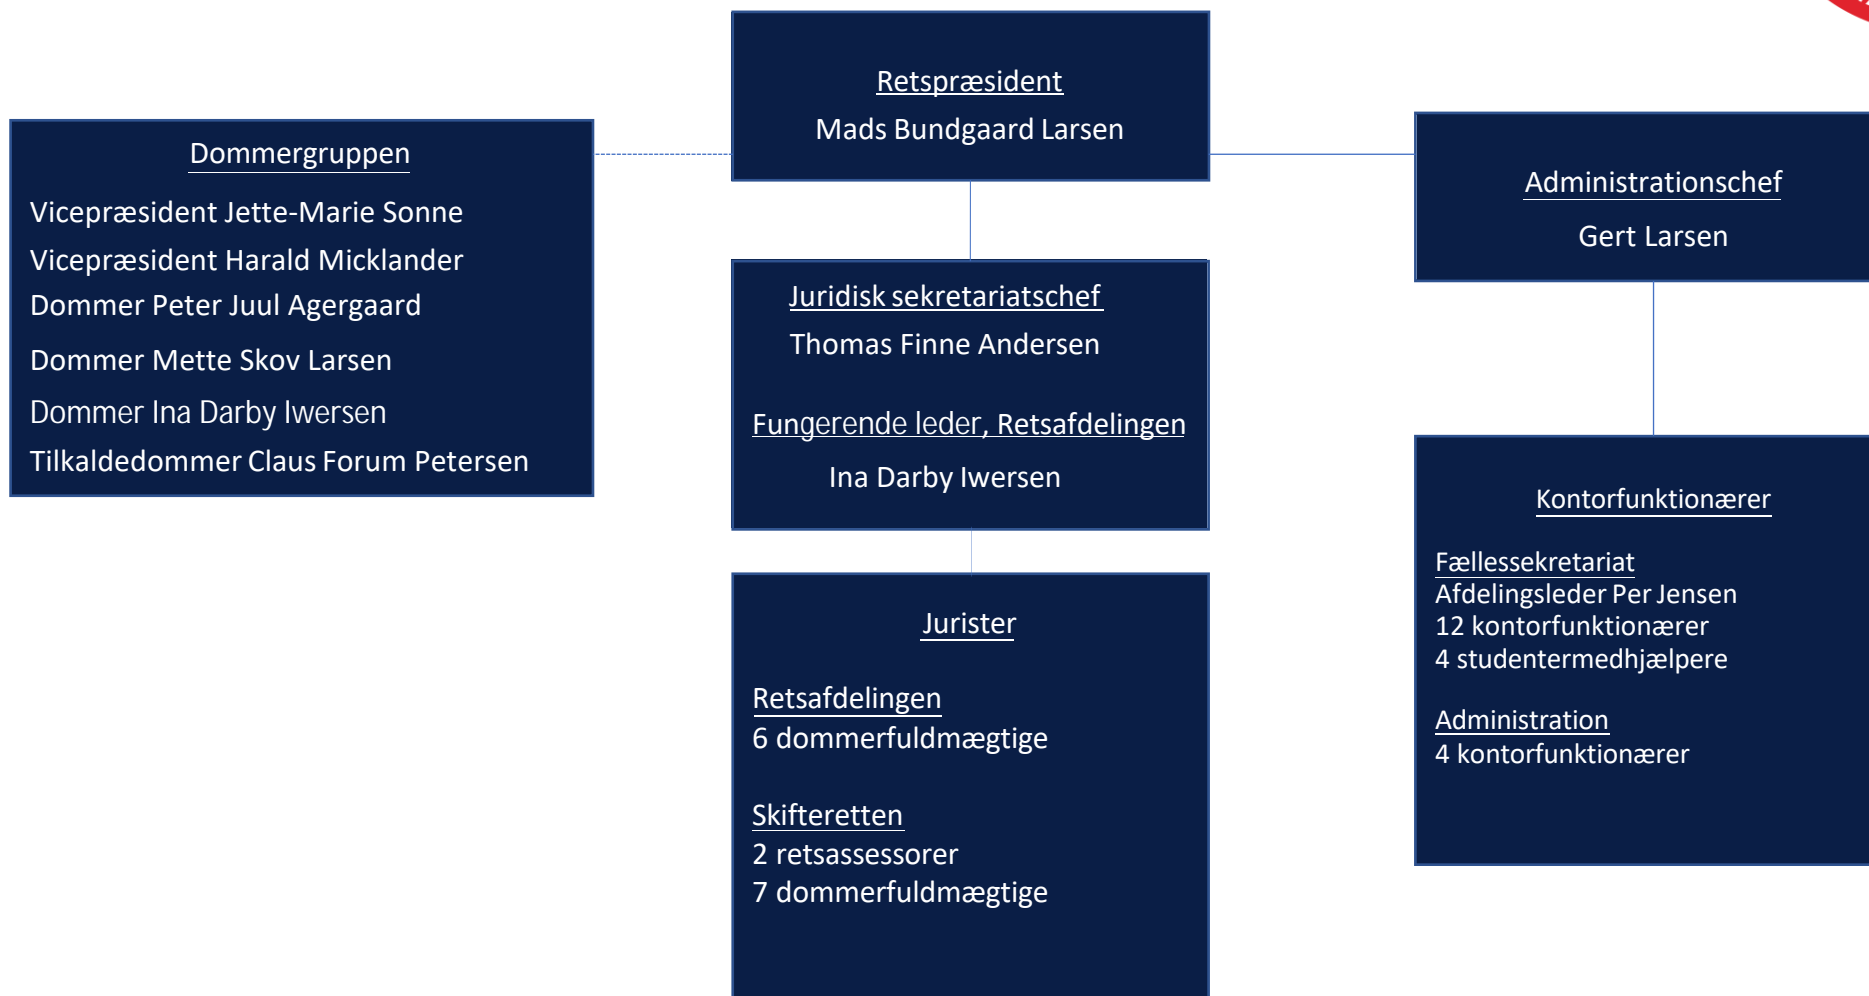 Retspræsident
Mads Bundgaard Larsen
Dommergruppen
Vicepræsident Jette-Marie Sonne
Vicepræsident Harald Micklander
Dommer Peter Juul Agergaard
Dommer Mette Skov Larsen
Dommer Ina Darby Iwersen
Tilkaldedommer Claus Forum Petersen
Administrationschef
Gert Larsen
Juridisk sekretariatschef
Thomas Finne Andersen
Fungerende leder, Retsafdelingen
Ina Darby Iwersen
Jurister
Retsafdelingen
6 dommerfuldmægtige
Skifteretten
2 retsassessorer
7 dommerfuldmægtige
Kontorfunktionærer
Fællessekretariat
Afdelingsleder Per Jensen
12 kontorfunktionærer
4 studentermedhjælpere
Administration
4 kontorfunktionærer